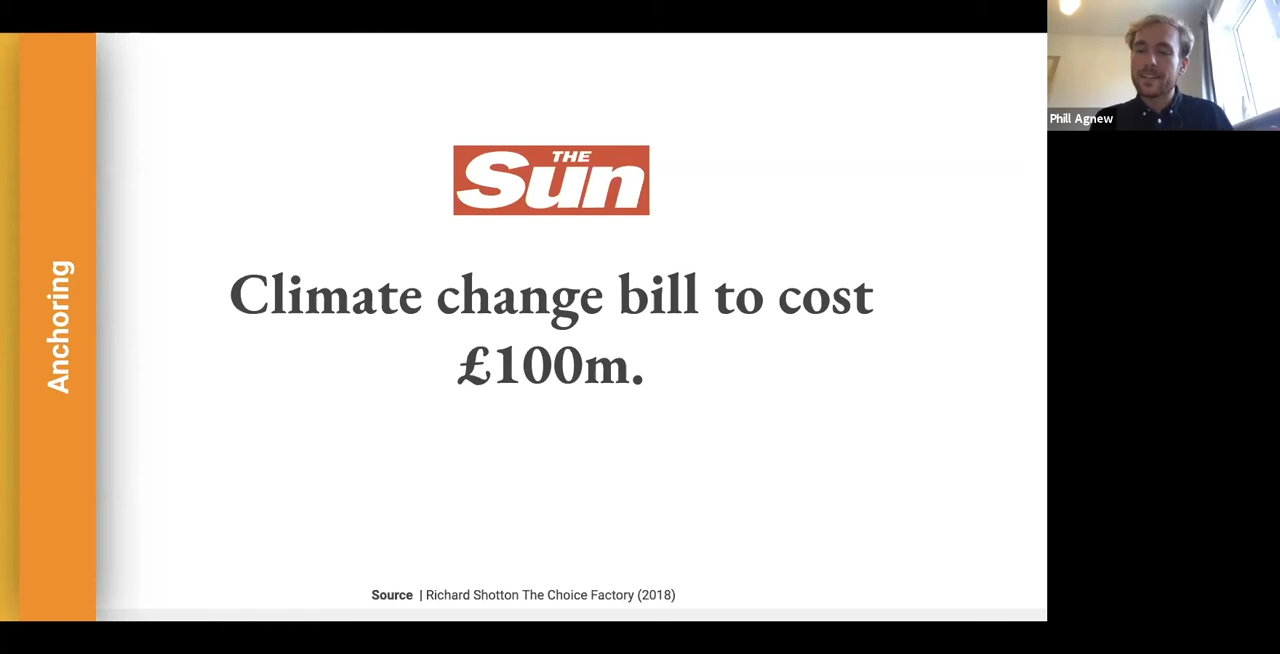 Anchoring
THE
Sun
Climate change bill to cost
£100m.
Source | Richard Shotton The Choice Factory (2018)
Phill Agnew